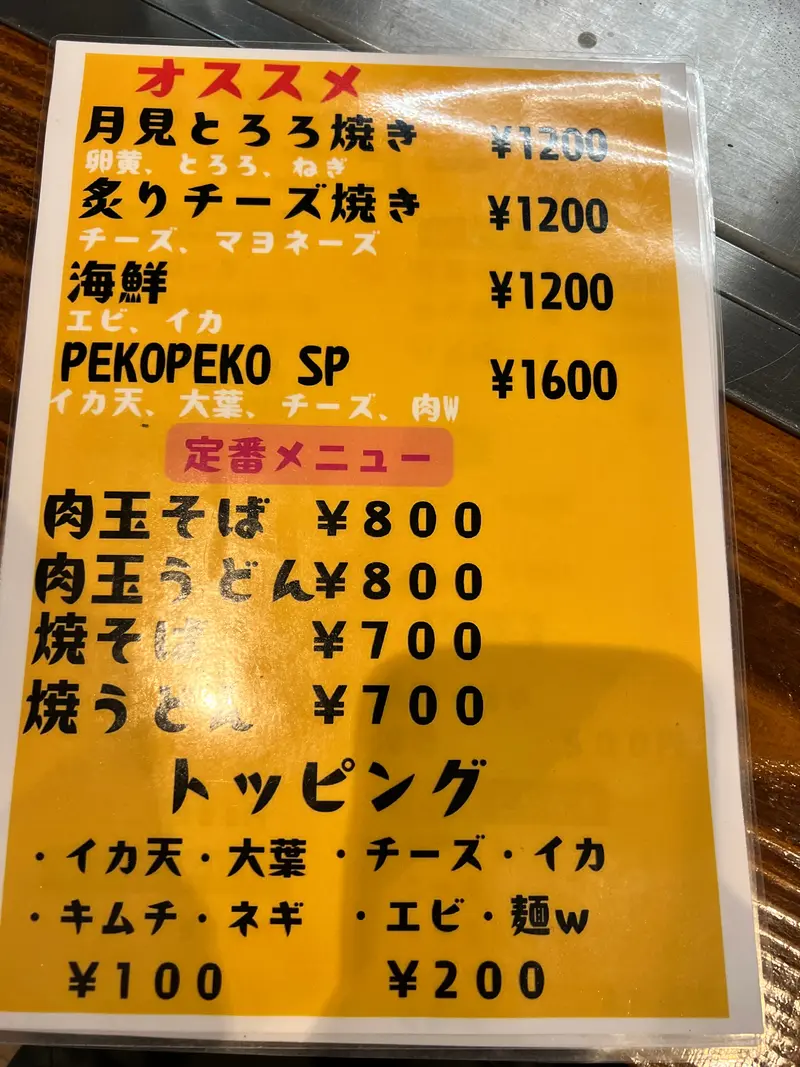 オススメ
月見とろろ焼き ¥1200
卵黄、とろろ、ねぎ
炙りチーズ焼き ¥1200
チーズ、マヨネーズ
海鮮 ¥1200
エビ、イカ
PEKOPEKO SP ¥1600
イカ天、大葉、チーズ、肉W
定番メニュー
肉玉そば ¥800
肉玉うどん¥800
焼そば ¥700
焼うどん ¥700
トッピング
・イカ天・大葉 ・チーズ・イカ
・キムチ・ネギ ・エビ・麺w
¥100 ¥200